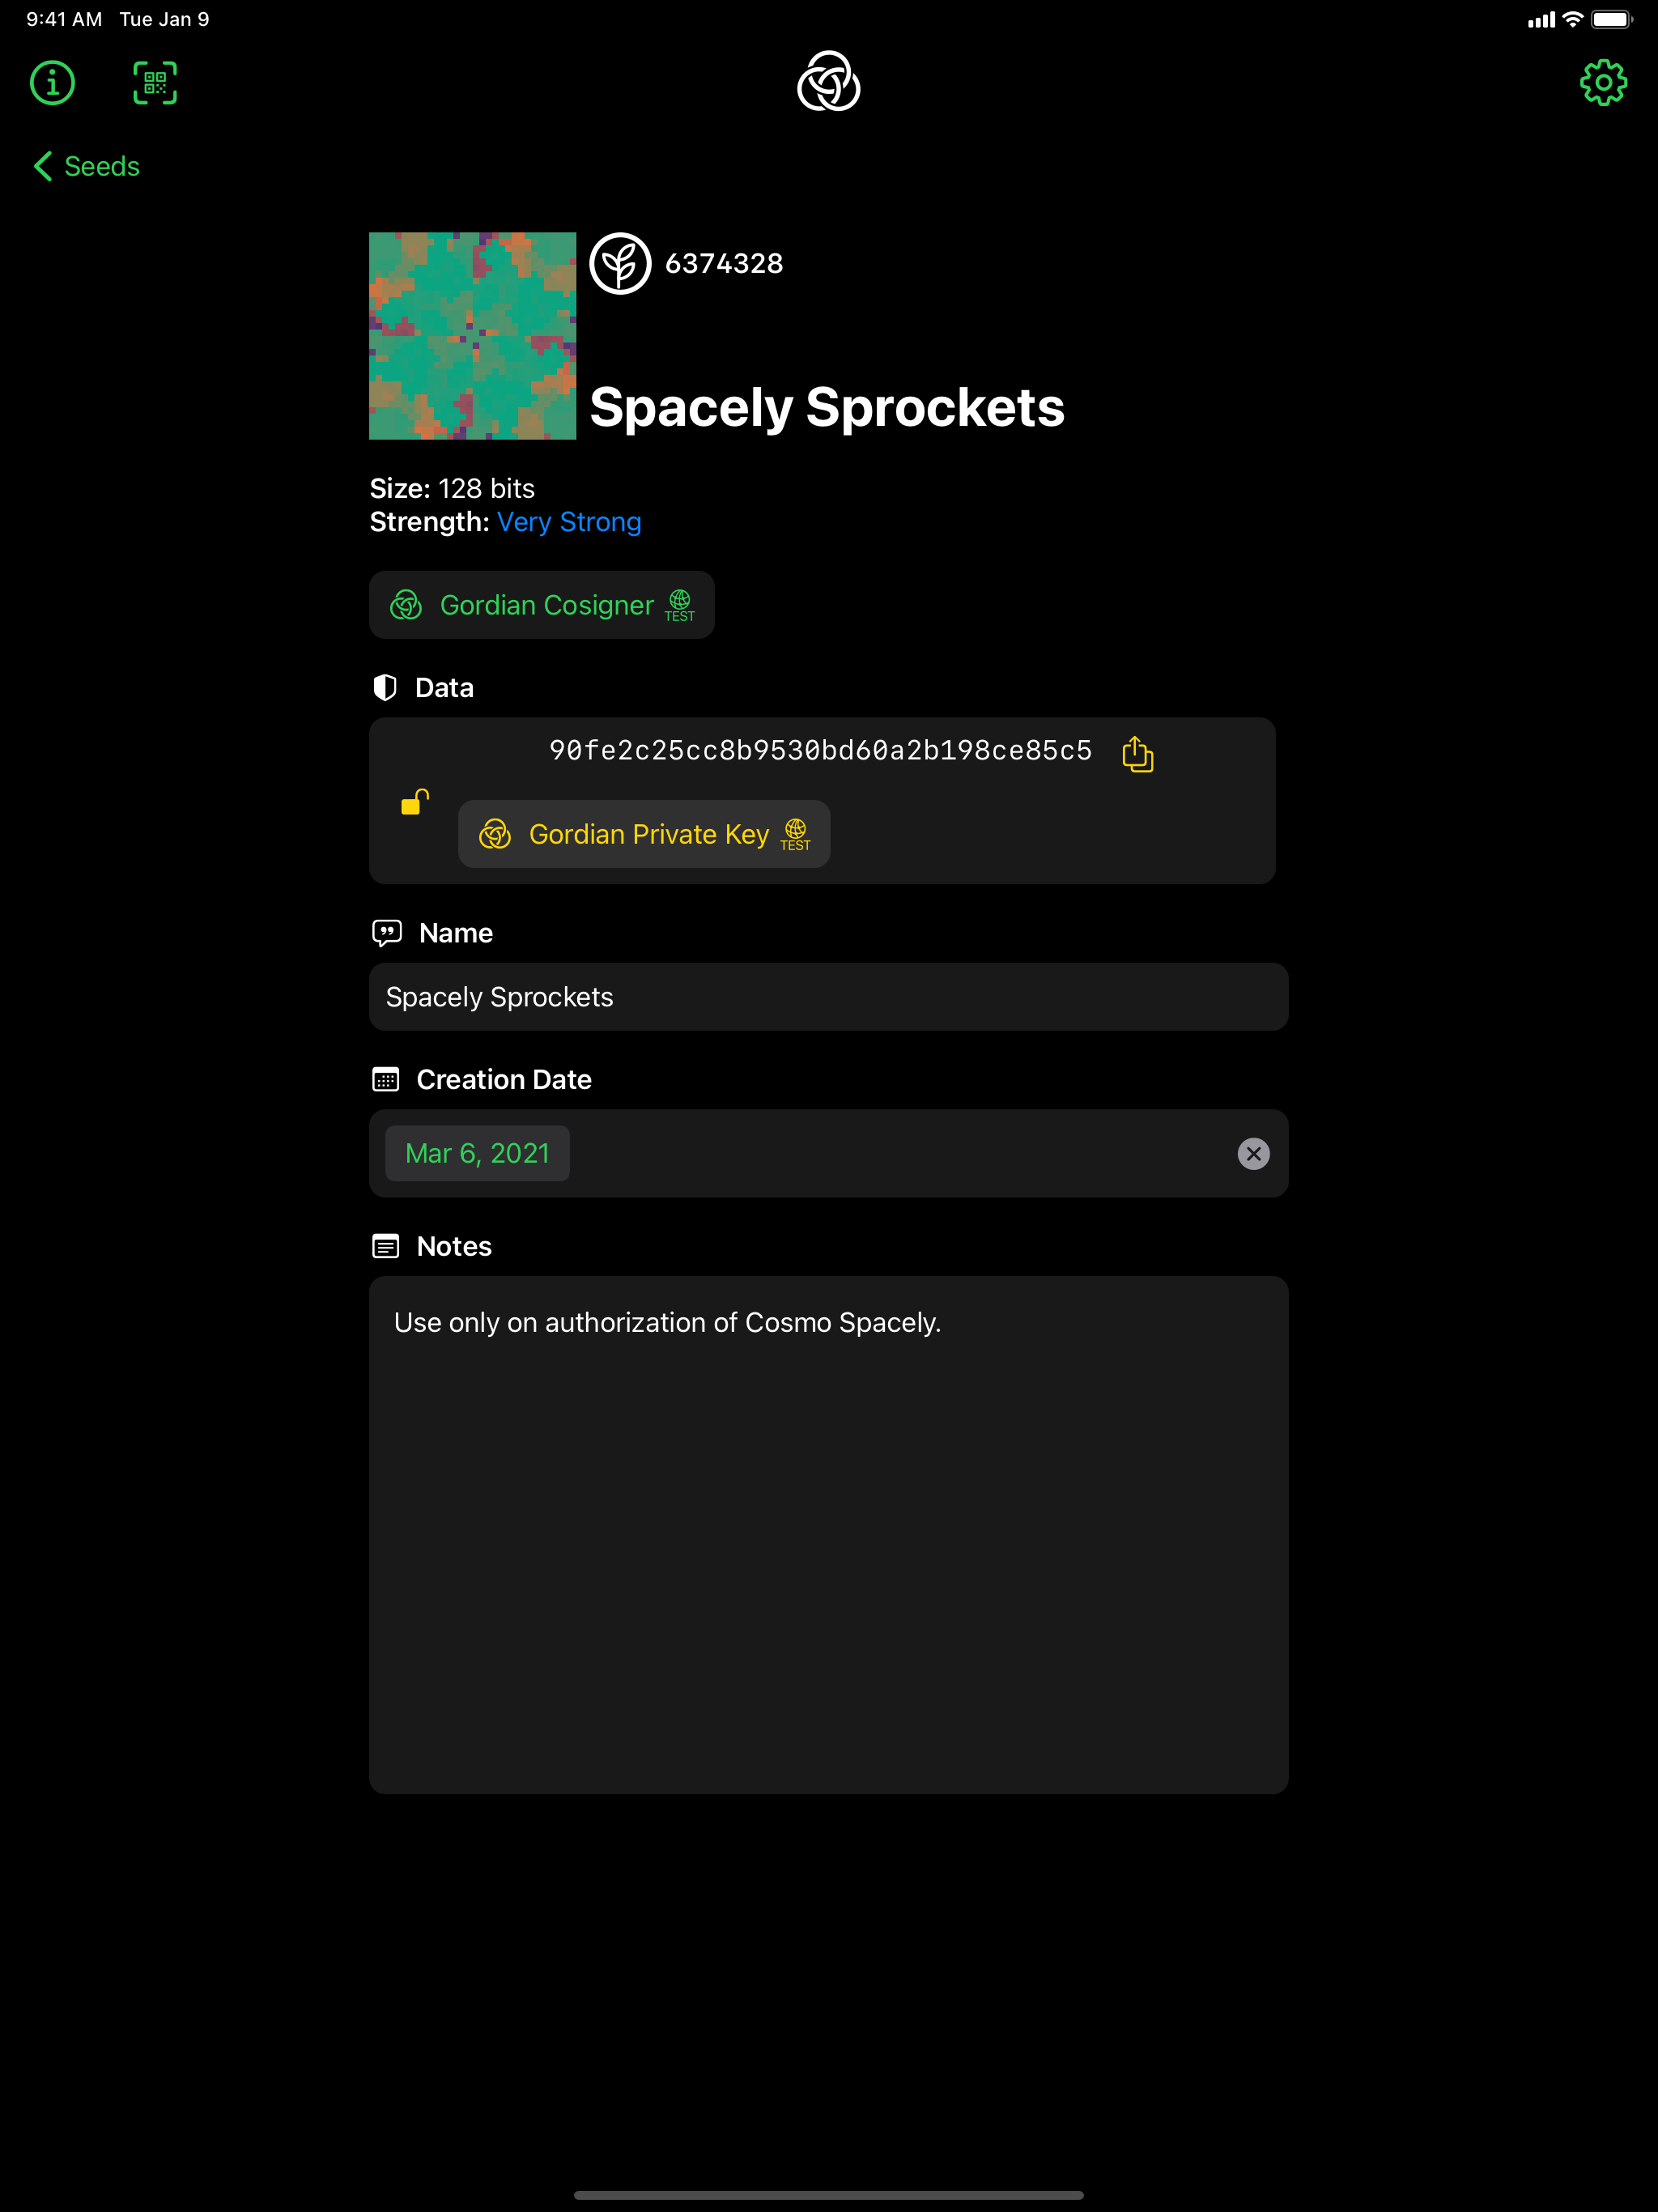 9:41 AM Tue Jan 9
Seeds
6374328
Spacely Sprockets
Size: 128 bits
Strength: Very Strong
Gordian Cosigner TEST
Data
90fe2c25cc8b9530bd60a2b198ce85c5
Gordian Private Key TEST
Name
Spacely Sprockets
Creation Date
Mar 6, 2021
Notes
Use only on authorization of Cosmo Spacely.